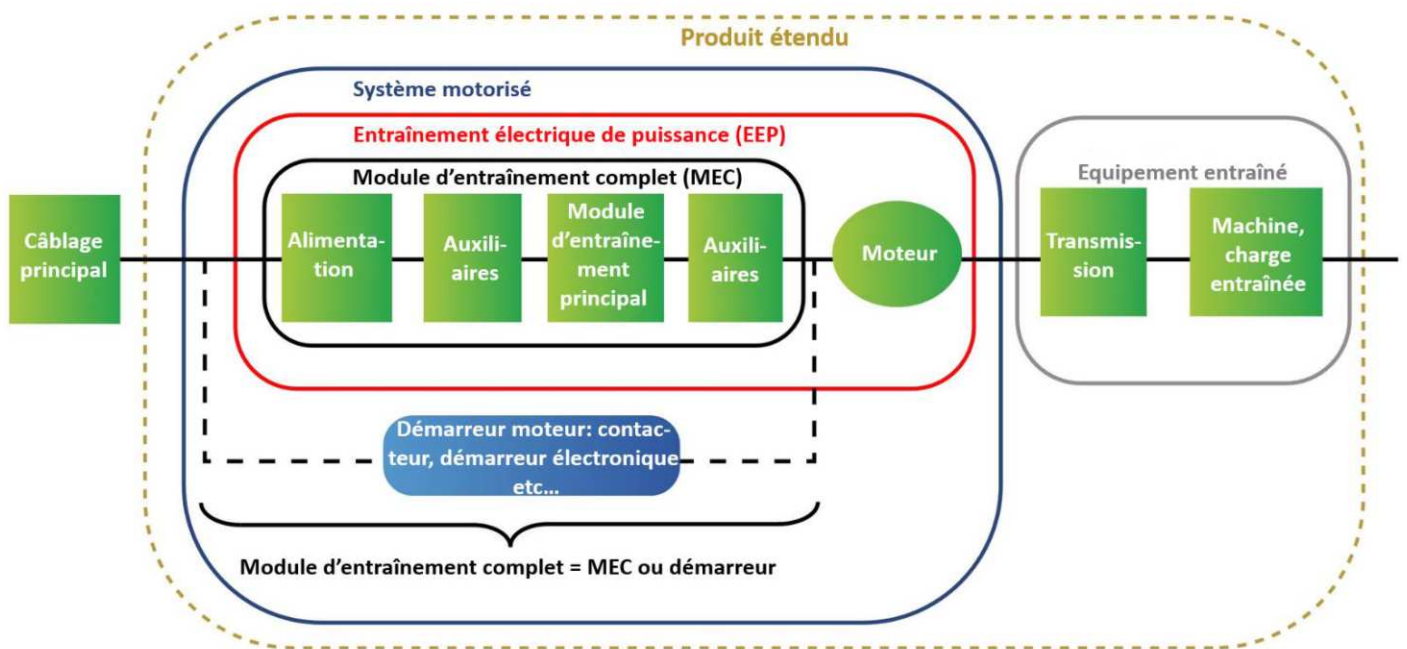 Produit étendu
Système motorisé
Entraînement électrique de puissance (EEP)
Module d’entraînement complet (MEC)
Câblage
principal
Alimenta-
tion
Auxili-
aires
Module
d’entraîne-
ment
principal
Auxili-
aires
Moteur
Equipement entraîné
Transmis-
sion
Machine,
charge
entraînée
Démarreur moteur: contac-
teur, démarreur électronique
etc...
Module d’entraînement complet = MEC ou démarreur